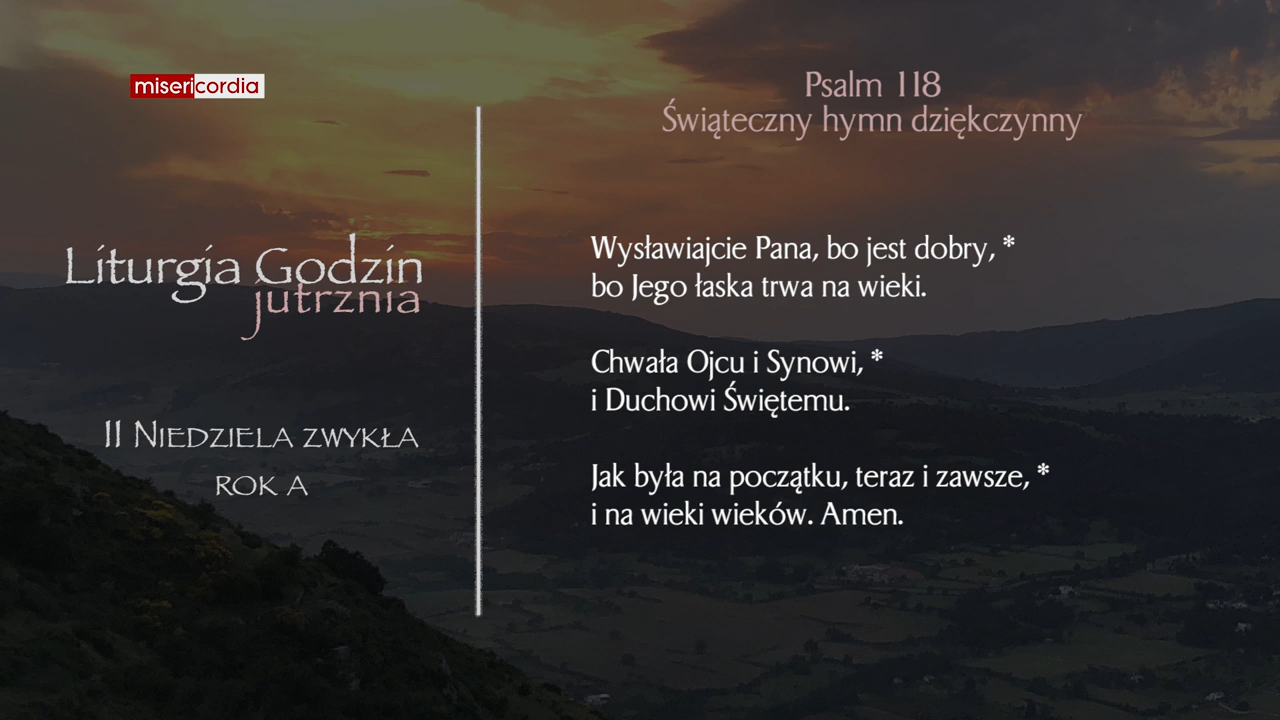 misericordia
Liturgia Godzin
jutrznia
II Niedziela zwykła
rok A
Psalm 118
Świąteczny hymn dziękczynny
Wysławiajcie Pana, bo jest dobry, *
bo Jego łaska trwa na wieki.
Chwała Ojcu i Synowi, *
i Duchowi Świętemu.
Jak była na początku, teraz i zawsze, *
i na wieki wieków. Amen.